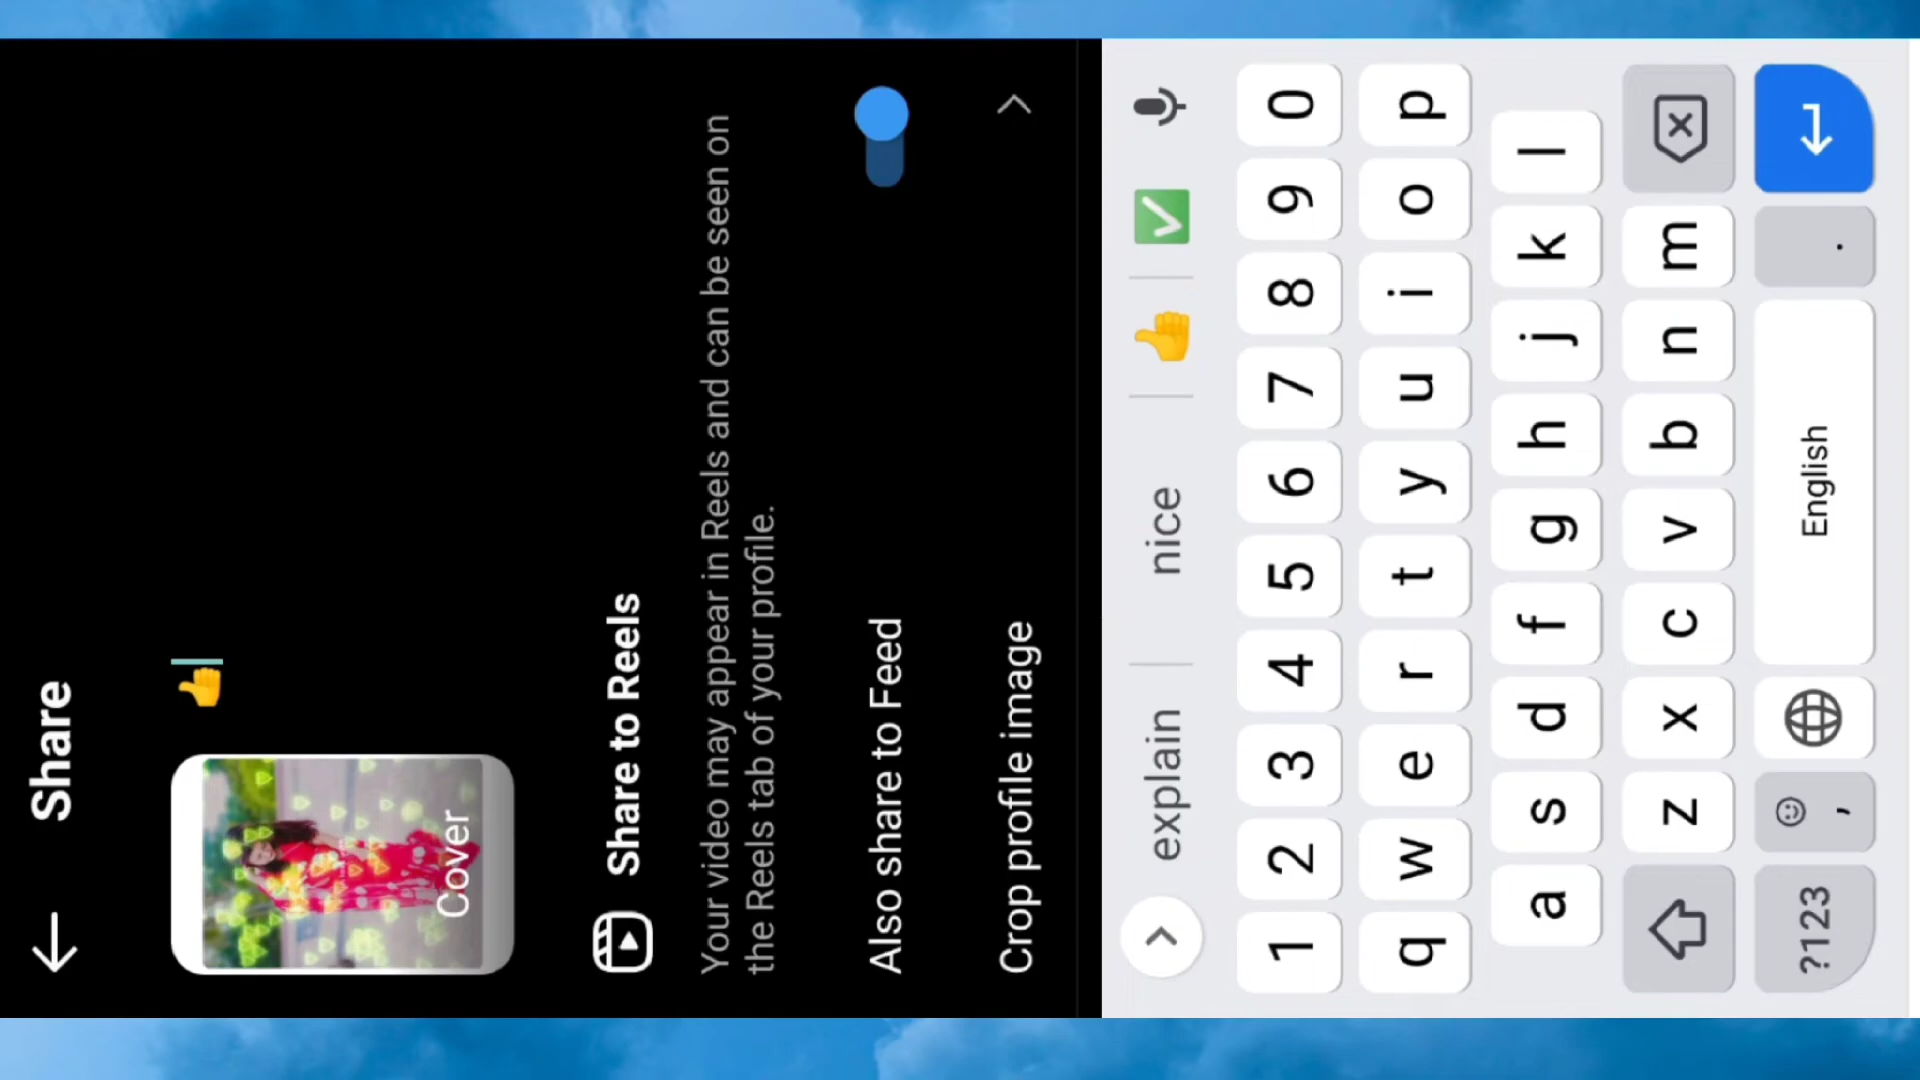 Share
👍
Cover
Share to Reels
Your video may appear in Reels and can be seen on
the Reels tab of your profile.
Also share to Feed
Crop profile image
explain nice 👍 ✅
1 2 3 4 5 6 7 8 9 0
q w e r t y u i o p
a s d f g h j k l
z x c v b n m
?123 , English .